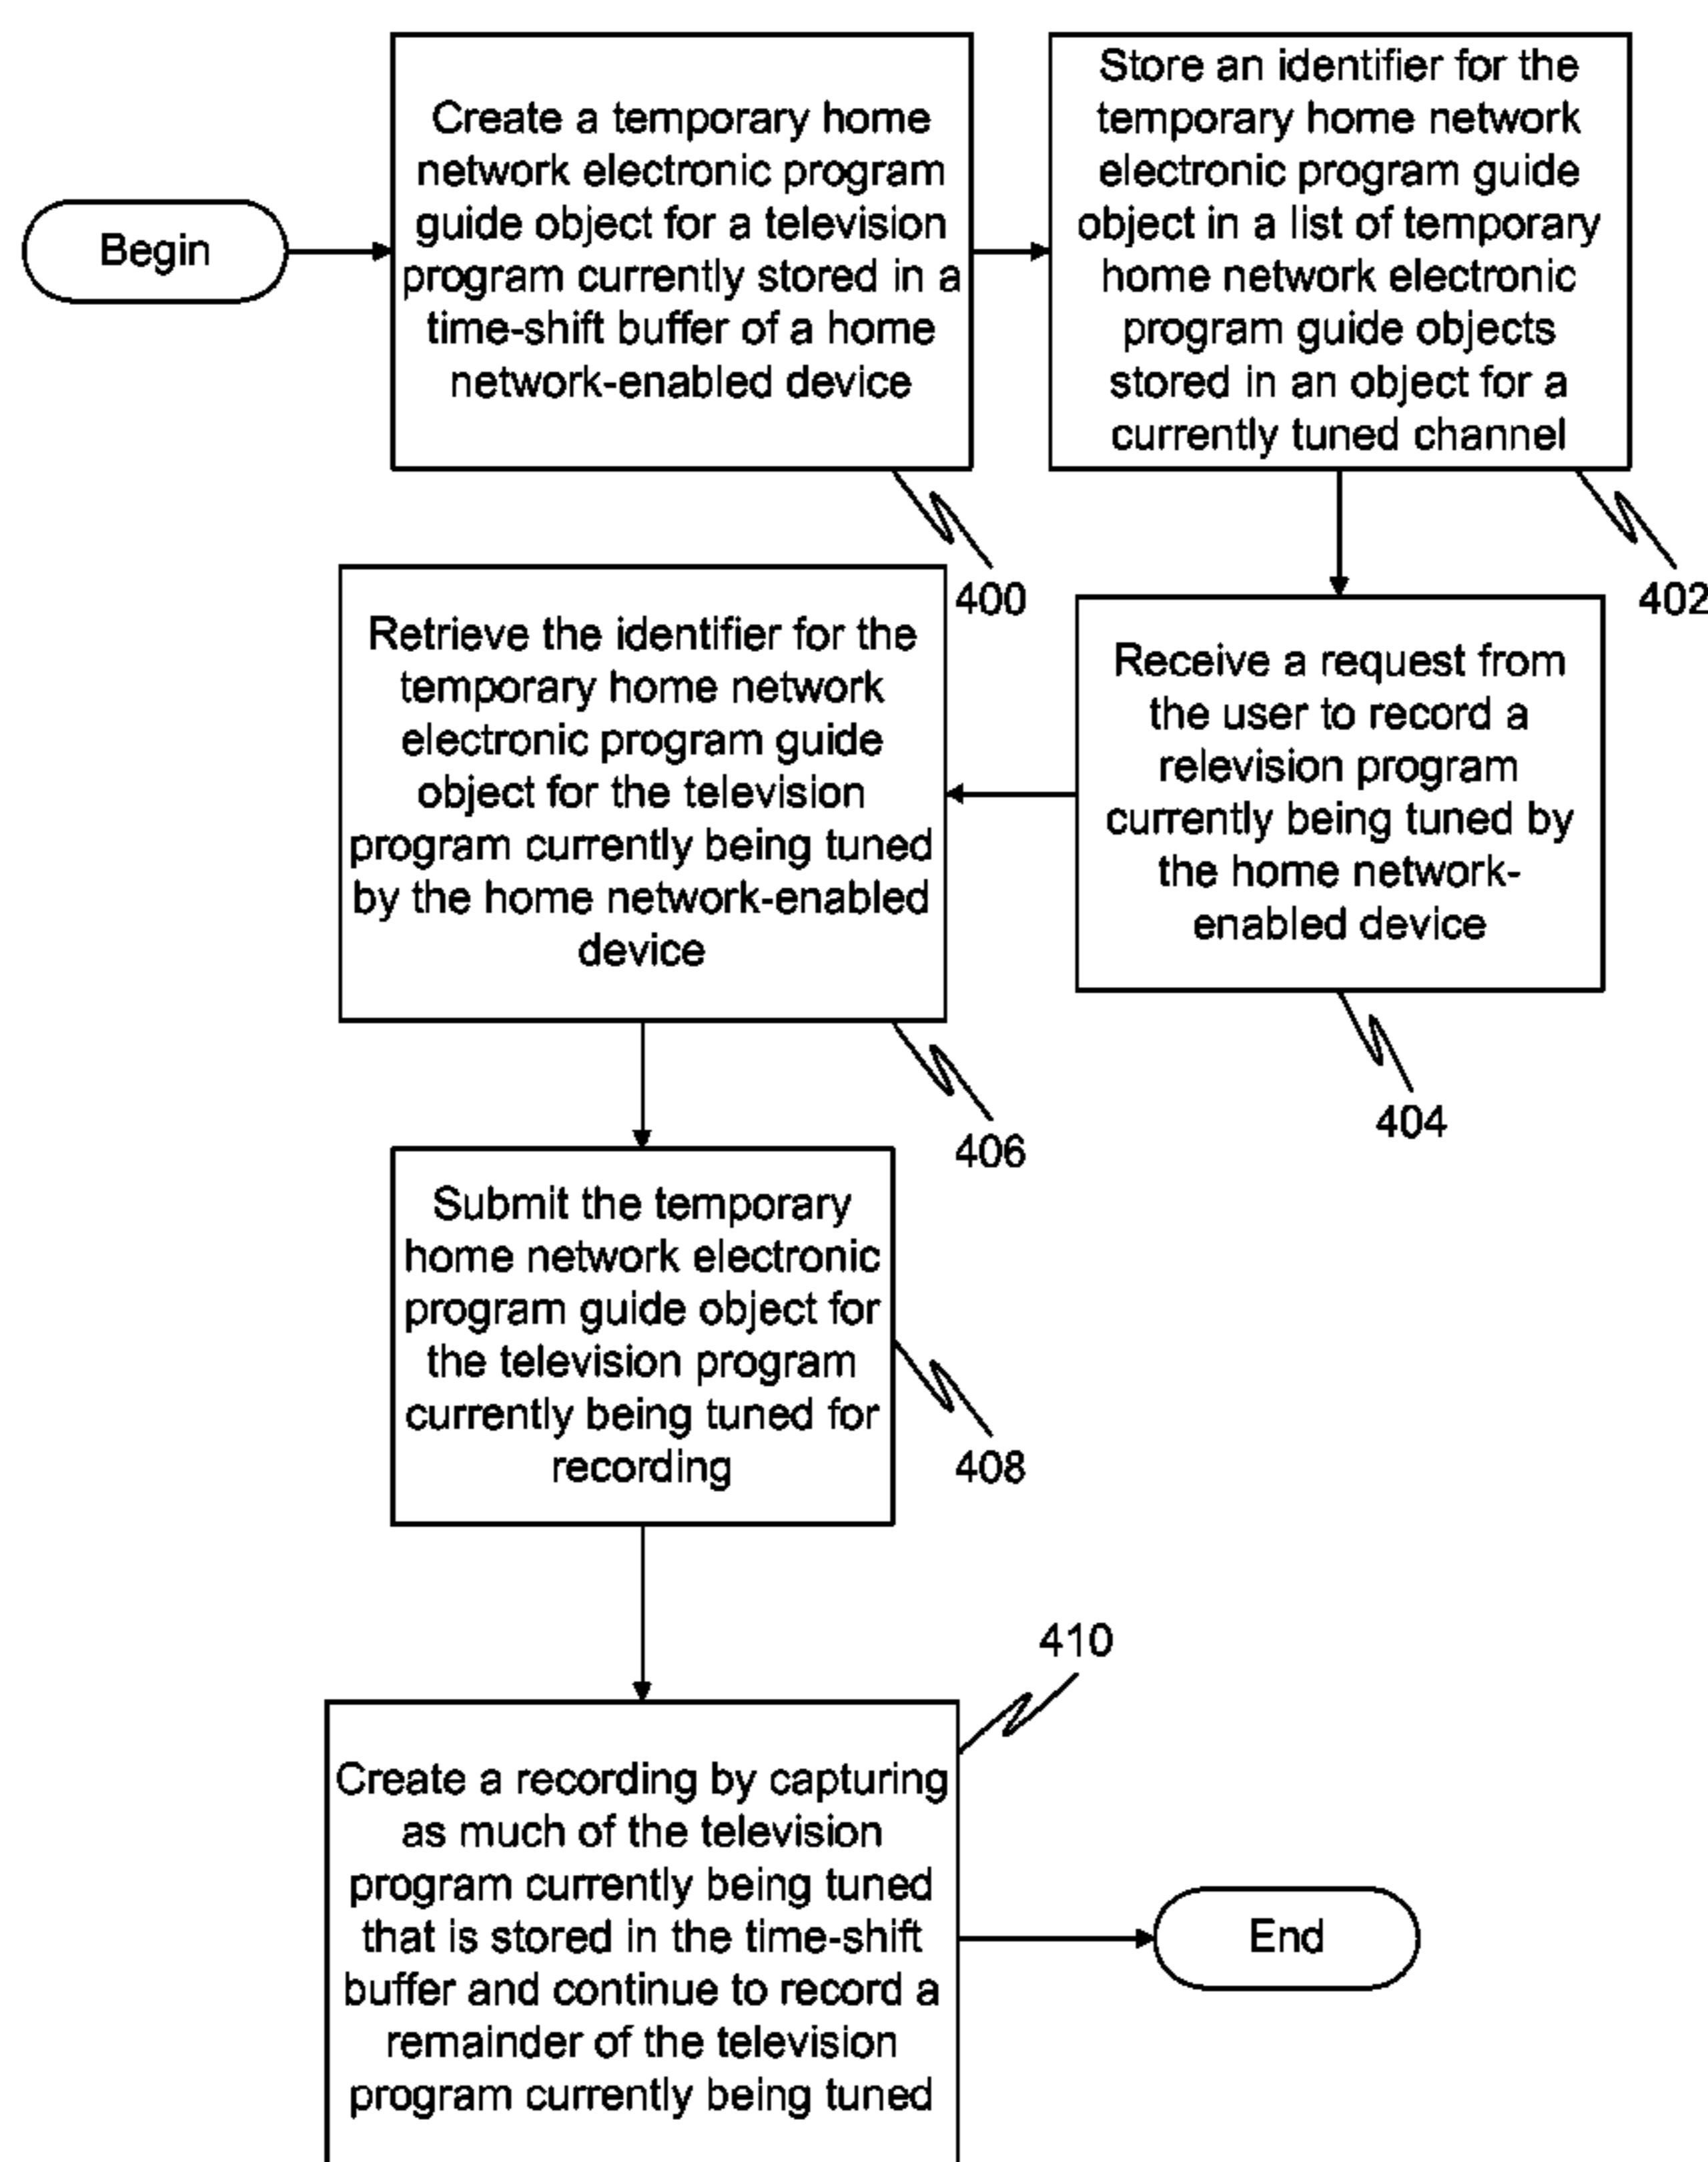 Begin
Create a temporary home
network electronic program
guide object for a television
program currently stored in a
time-shift buffer of a home
network-enabled device
400
Store an identifier for the
temporary home network
electronic program guide
object in a list of temporary
home network electronic
program guide objects
stored in an object for a
currently tuned channel
402
Receive a request from
the user to record a
relevision program
currently being tuned by
the home network-
enabled device
404
Retrieve the identifier for the
temporary home network
electronic program guide
object for the television
program currently being tuned
by the home network-enabled
device
406
Submit the temporary
home network electronic
program guide object for
the television program
currently being tuned for
recording
408
410
Create a recording by capturing
as much of the television
program currently being tuned
that is stored in the time-shift
buffer and continue to record a
remainder of the television
program currently being tuned
End